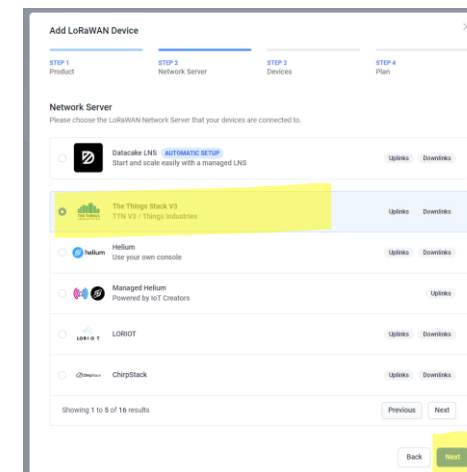 Add LoRaWAN Device
STEP 1
Product
STEP 2
Network Server
STEP 3
Devices
STEP 4
Plan
Network Server
Please choose the LoRaWAN Network Server that your devices are connected to.
Datacake LNS AUTOMATIC SETUP
Start and scale easily with a managed LNS
Uplinks Downlinks
The Things Stack V3
TTN V3 / Things Industries
Uplinks Downlinks
helium
Helium
Use your own console
Uplinks Downlinks
Managed Helium
Powered by IoT Creators
Uplinks
LORIOT
LORIOT
Uplinks Downlinks
ChirpStack
ChirpStack
Uplinks Downlinks
Showing 1 to 5 of 16 results
Previous Next
Back Next